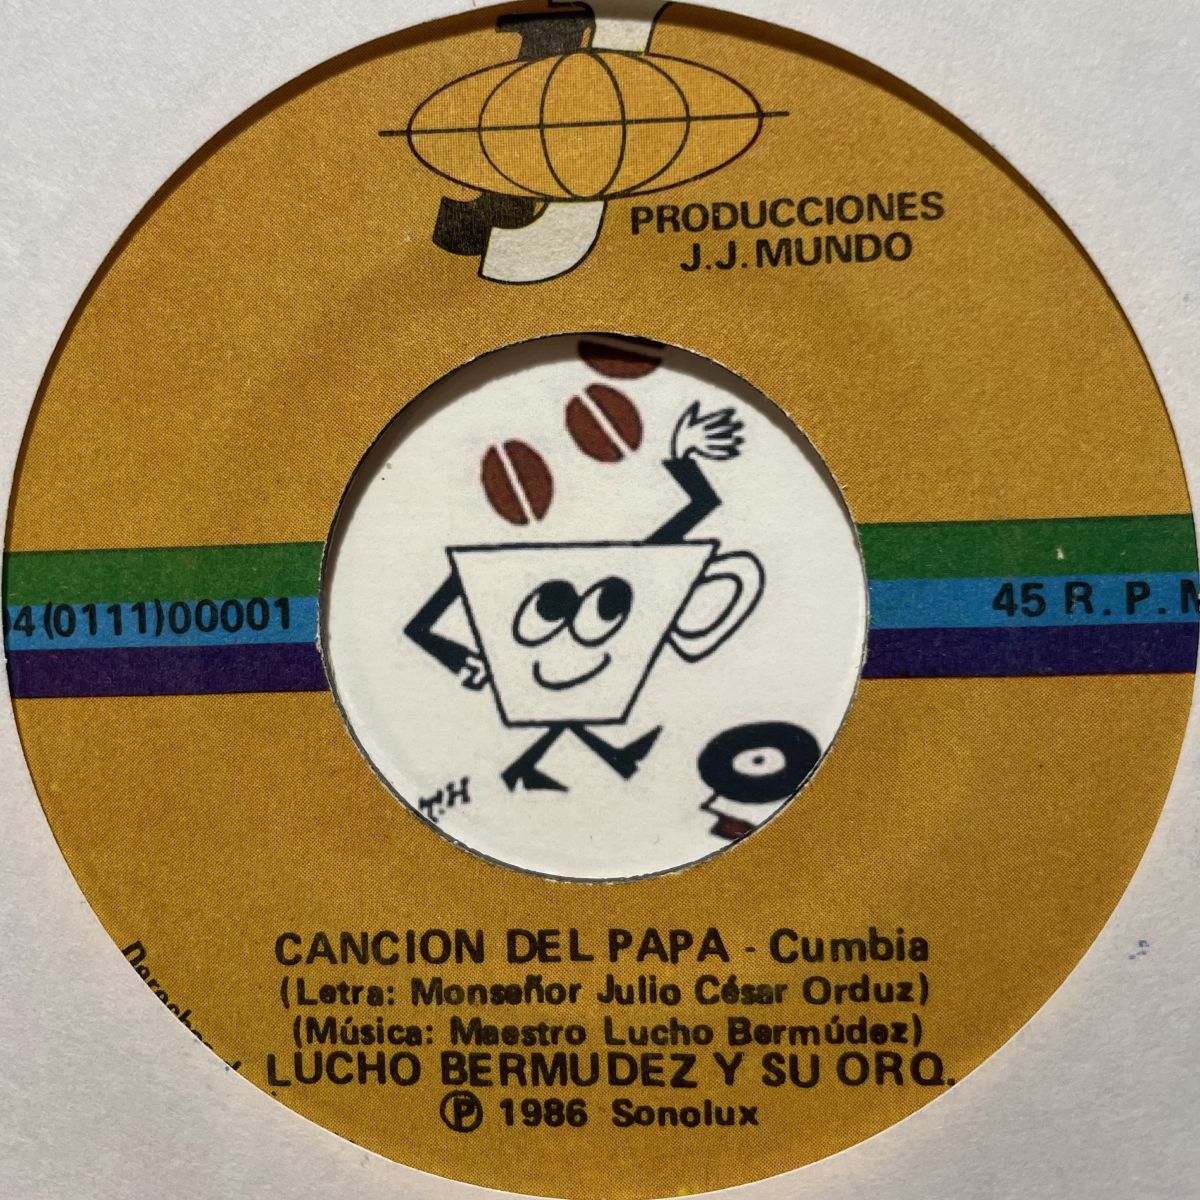 PRODUCCIONES
J.J. MUNDO
04(0111)00001
45 R.P.M
CANCION DEL PAPA - Cumbia
(Letra: Monseñor Julio César Orduz)
(Música: Maestro Lucho Bermúdez)
LUCHO BERMUDEZ Y SU ORQ.
Ⓟ 1986 Sonolux
J.H